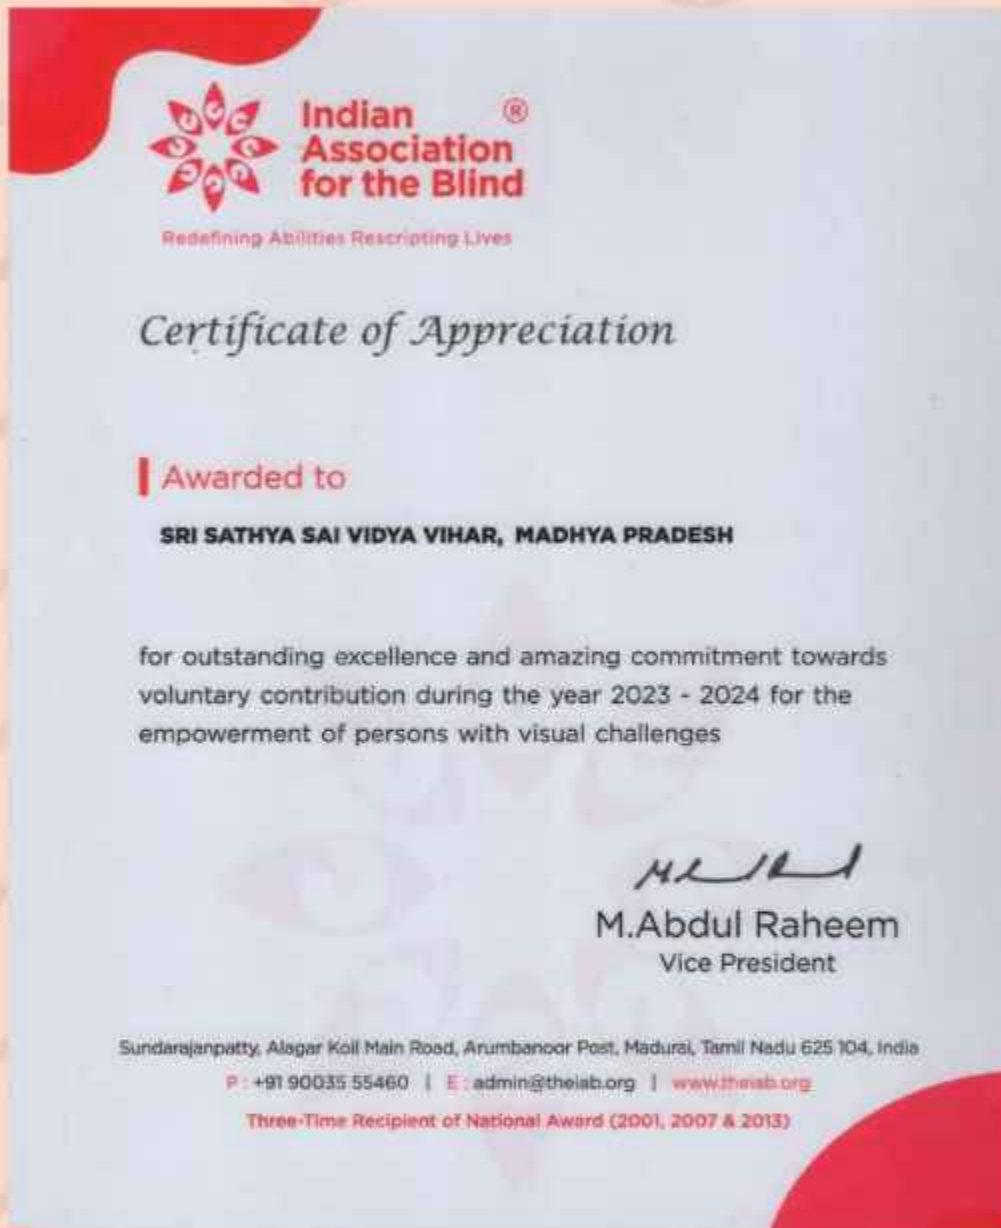 Indian ®
Association
for the Blind
Redefining Abilities Rescripting Lives
Certificate of Appreciation
Awarded to
SRI SATHYA SAI VIDYA VIHAR, MADHYA PRADESH
for outstanding excellence and amazing commitment towards
voluntary contribution during the year 2023 - 2024 for the
empowerment of persons with visual challenges
M.Abdul Raheem
Vice President
Sundarajanpatty, Alagar Koil Main Road, Arumbanoor Post, Madurai, Tamil Nadu 625 104, India
P : +91 90035 55460 | E : admin@theiab.org | www.theiab.org
Three-Time Recipient of National Award (2001, 2007 & 2013)